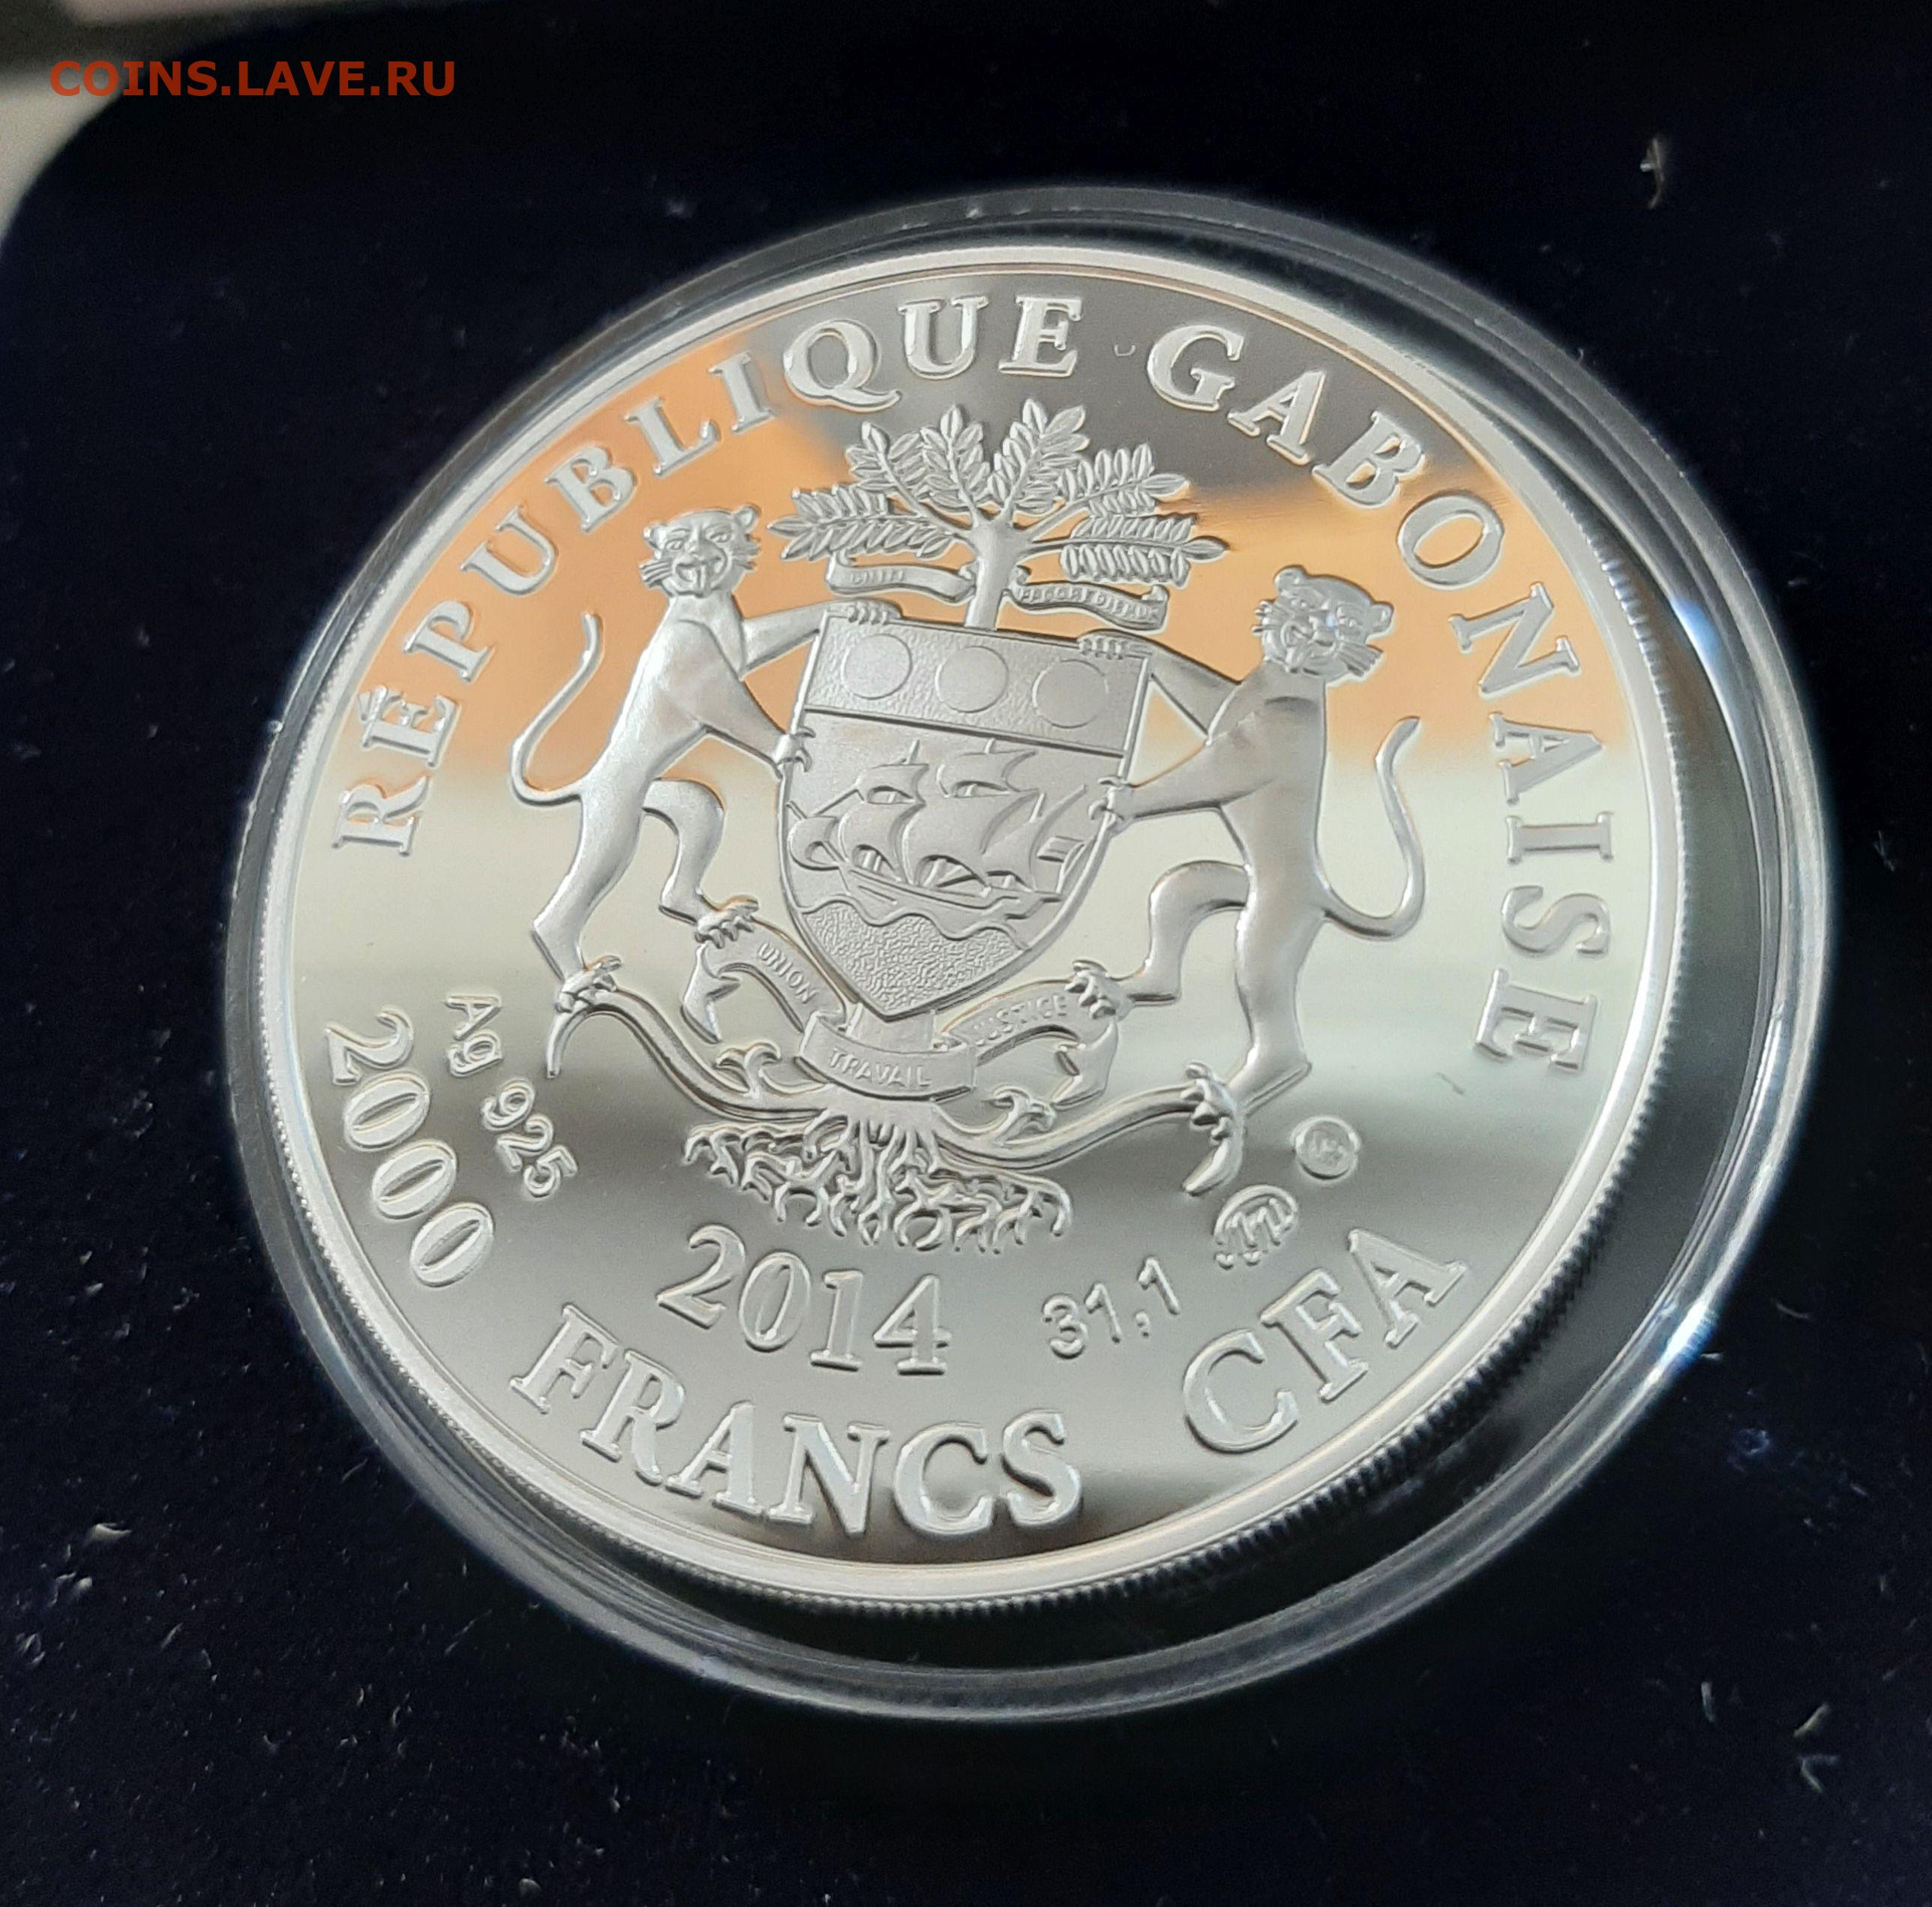 COINS.LAVE.RU
RÉPUBLIQUE GABONAISE
UNION
TRAVAIL
JUSTICE
Ag 925
2014
31,1
2000 FRANCS CFA